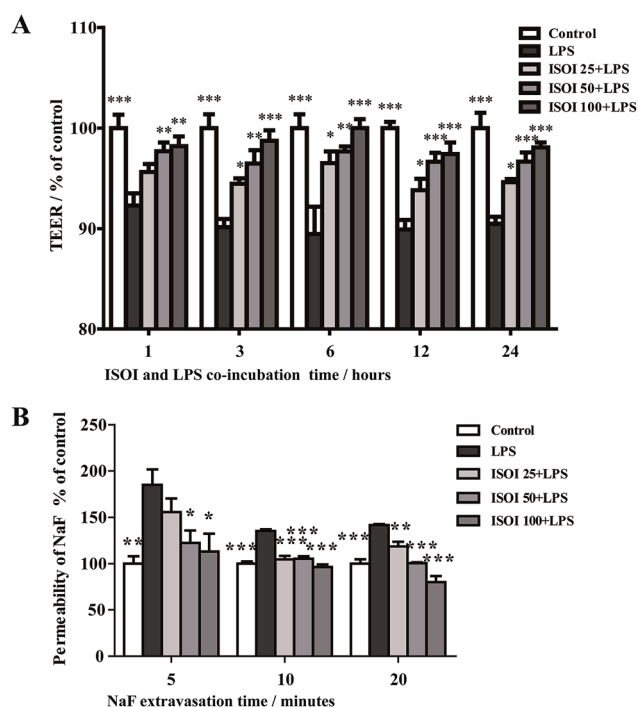 A
Control
LPS
ISOI 25+LPS
ISOI 50+LPS
ISOI 100+LPS
TEER / % of control
110
100
90
80
*** ** **
*** * ** ***
*** * ** ***
*** * *** ***
*** * *** ***
1 3 6 12 24
ISOI and LPS co-incubation time / hours
B
Control
LPS
ISOI 25+LPS
ISOI 50+LPS
ISOI 100+LPS
Permeability of NaF % of control
250
200
150
100
50
0
** * *
*** *** *** ***
*** ** *** ***
5 10 20
NaF extravasation time / minutes